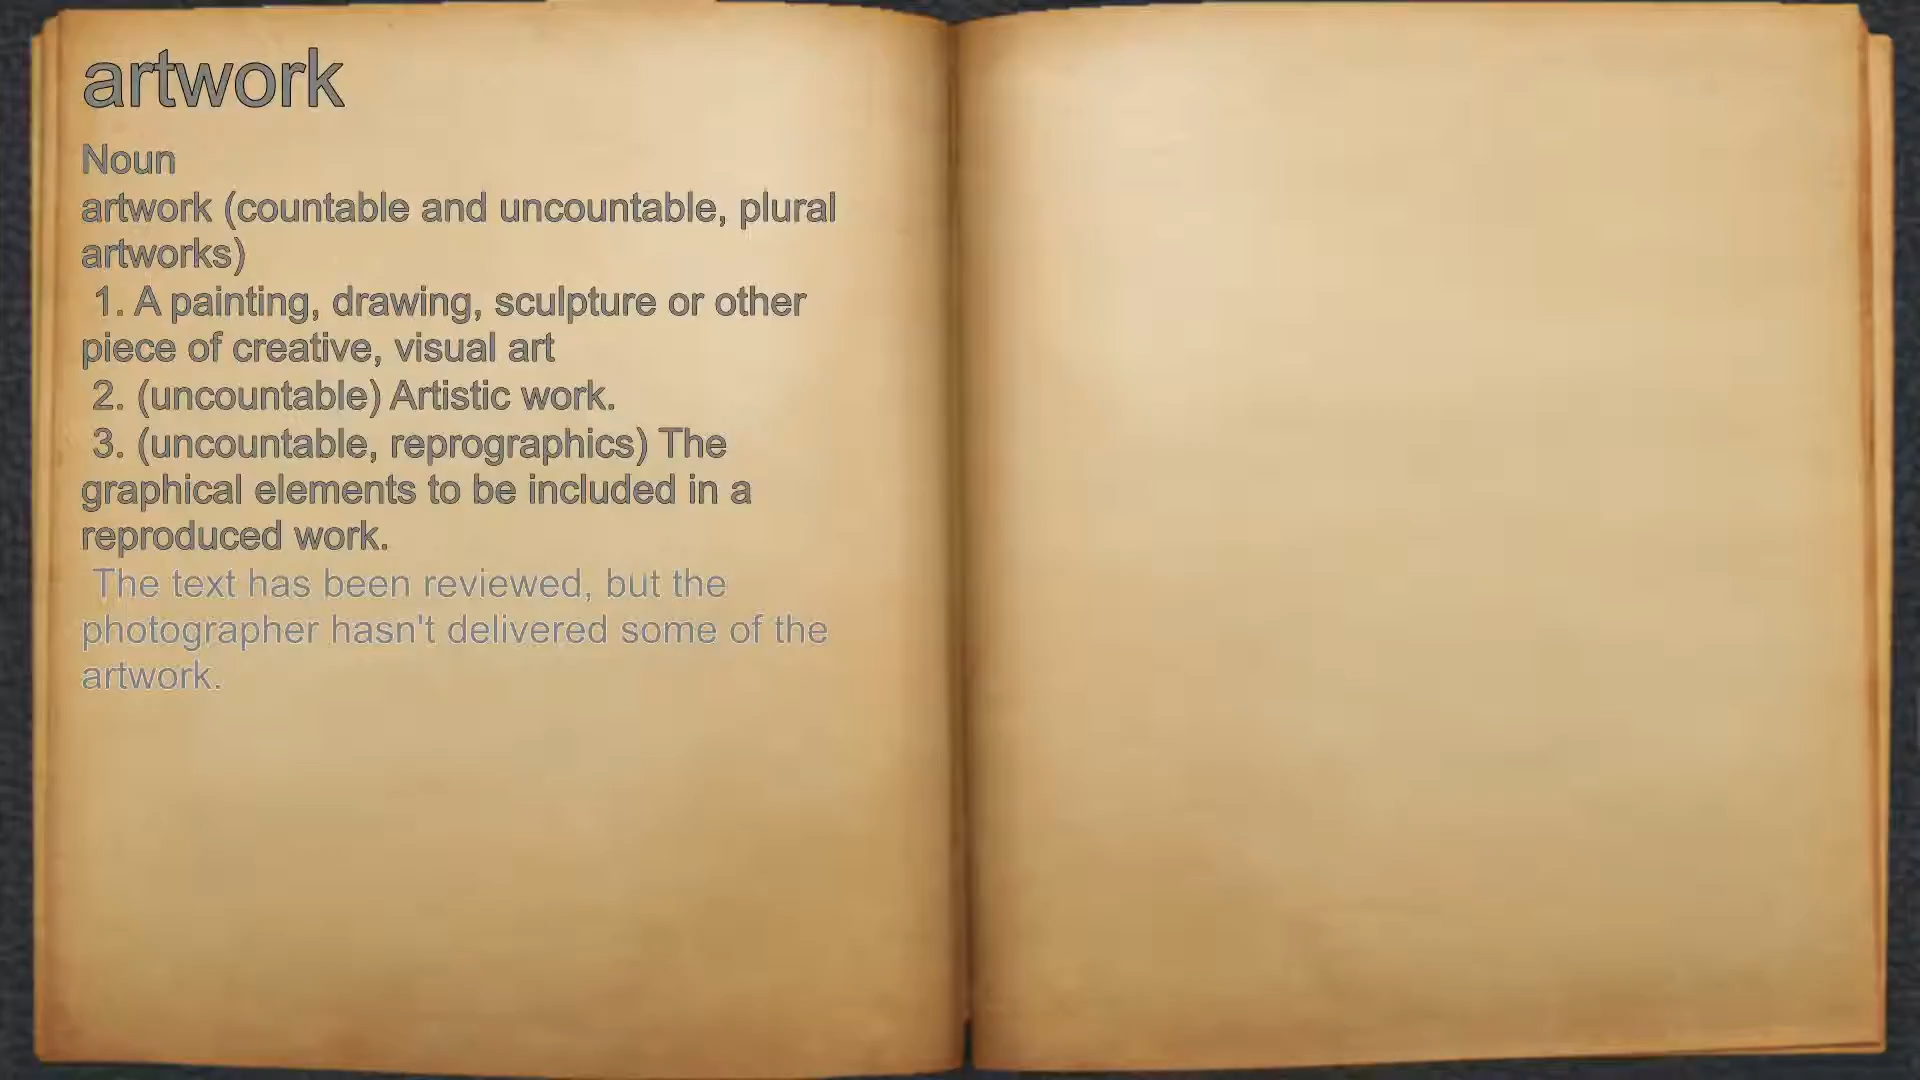 artwork
Noun
artwork (countable and uncountable, plural
artworks)
1. A painting, drawing, sculpture or other
piece of creative, visual art
2. (uncountable) Artistic work.
3. (uncountable, reprographics) The
graphical elements to be included in a
reproduced work.
The text has been reviewed, but the
photographer hasn't delivered some of the
artwork.